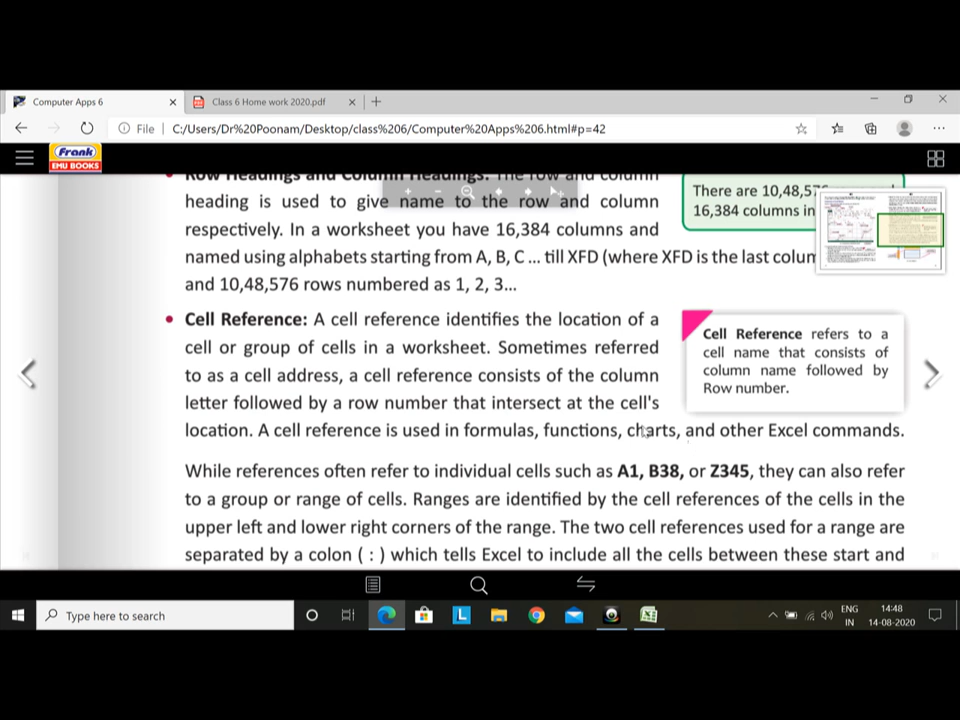 Computer Apps 6
Class 6 Home work 2020.pdf
File
C:/Users/Dr%20Poonam/Desktop/class%206/Computer%20Apps%206.html#p=42
Frank
EMU BOOKS
• Row Headings and Column Headings: The row and column
heading is used to give name to the row and column
respectively. In a worksheet you have 16,384 columns and
named using alphabets starting from A, B, C ... till XFD (where XFD is the last colum
and 10,48,576 rows numbered as 1, 2, 3...
There are 10,48,576
16,384 columns in
• Cell Reference: A cell reference identifies the location of a
cell or group of cells in a worksheet. Sometimes referred
to as a cell address, a cell reference consists of the column
letter followed by a row number that intersect at the cell's
location. A cell reference is used in formulas, functions, charts, and other Excel commands.
Cell Reference refers to a
cell name that consists of
column name followed by
Row number.
While references often refer to individual cells such as A1, B38, or Z345, they can also refer
to a group or range of cells. Ranges are identified by the cell references of the cells in the
upper left and lower right corners of the range. The two cell references used for a range are
separated by a colon ( : ) which tells Excel to include all the cells between these start and
Type here to search
ENG
IN
14:48
14-08-2020